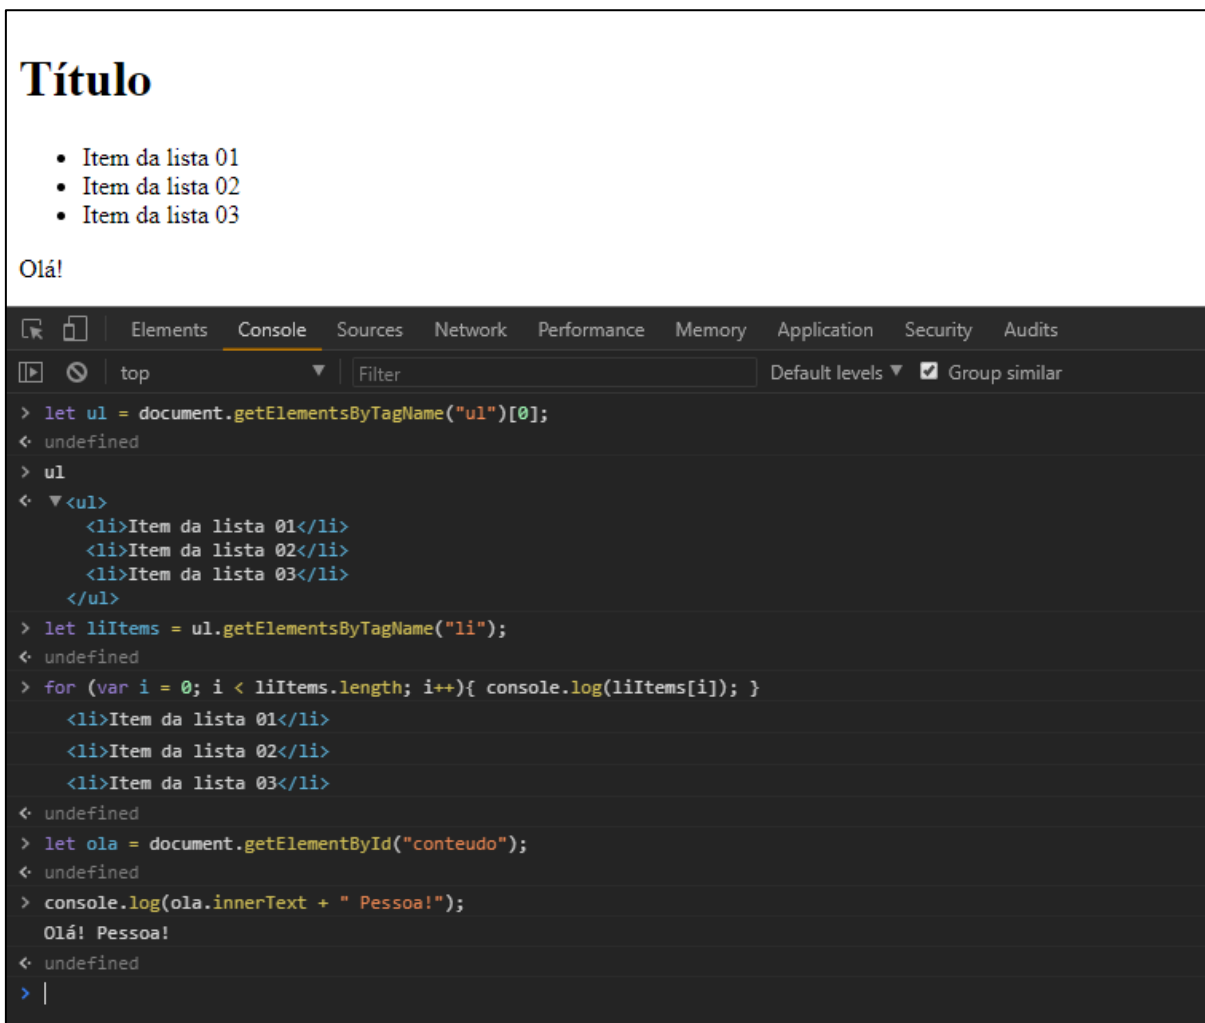 Título
Item da lista 01
Item da lista 02
Item da lista 03
Olá!
Elements Console Sources Network Performance Memory Application Security Audits
top Filter Default levels Group similar
> let ul = document.getElementsByTagName("ul")[0];
undefined
> ul
<ul>
<li>Item da lista 01</li>
<li>Item da lista 02</li>
<li>Item da lista 03</li>
</ul>
> let liItems = ul.getElementsByTagName("li");
undefined
> for (var i = 0; i < liItems.length; i++){ console.log(liItems[i]); }
<li>Item da lista 01</li>
<li>Item da lista 02</li>
<li>Item da lista 03</li>
undefined
> let ola = document.getElementById("conteudo");
undefined
> console.log(ola.innerText + " Pessoa!");
Olá! Pessoa!
undefined
>